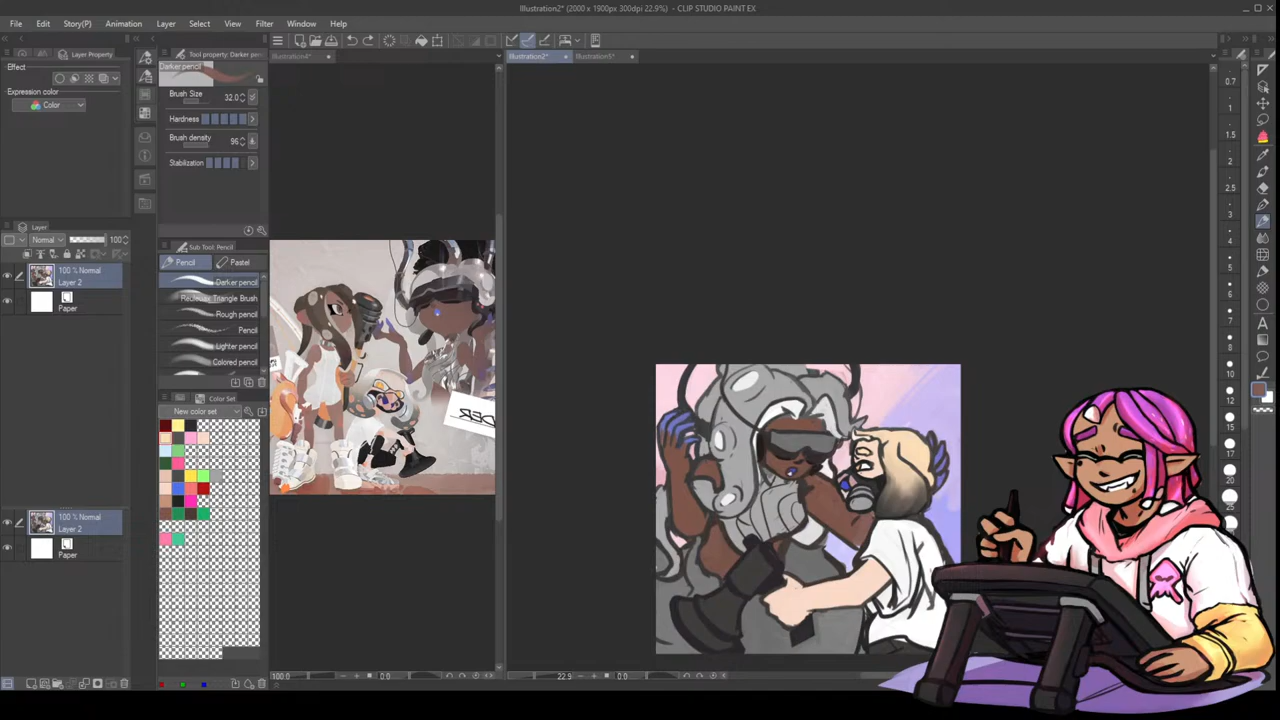 Illustration2* (2000 x 1900px 300dpi 22.9%) - CLIP STUDIO PAINT EX
File Edit Story(P) Animation Layer Select View Filter Window Help
Layer Property
Effect
Expression color
Color
Tool property: Darker pen
Darker pencil
Brush Size 32.0
Hardness
Brush density 96
Stabilization
Illustration4*
Illustration2*
Illustration5*
Layer
Normal 100
100 % Normal
Layer 2
Paper
100 % Normal
Layer 2
Paper
Sub Tool: Pencil
Pencil Pastel
Darker pencil
Reuleaux Triangle Brush
Rough pencil
Pencil
Lighter pencil
Colored pencil
Color Set
New color set
0.7
1
1.5
2
2.5
3
4
5
6
7
8
10
12
15
17
20
25
100.0 0.0
22.9 0.0